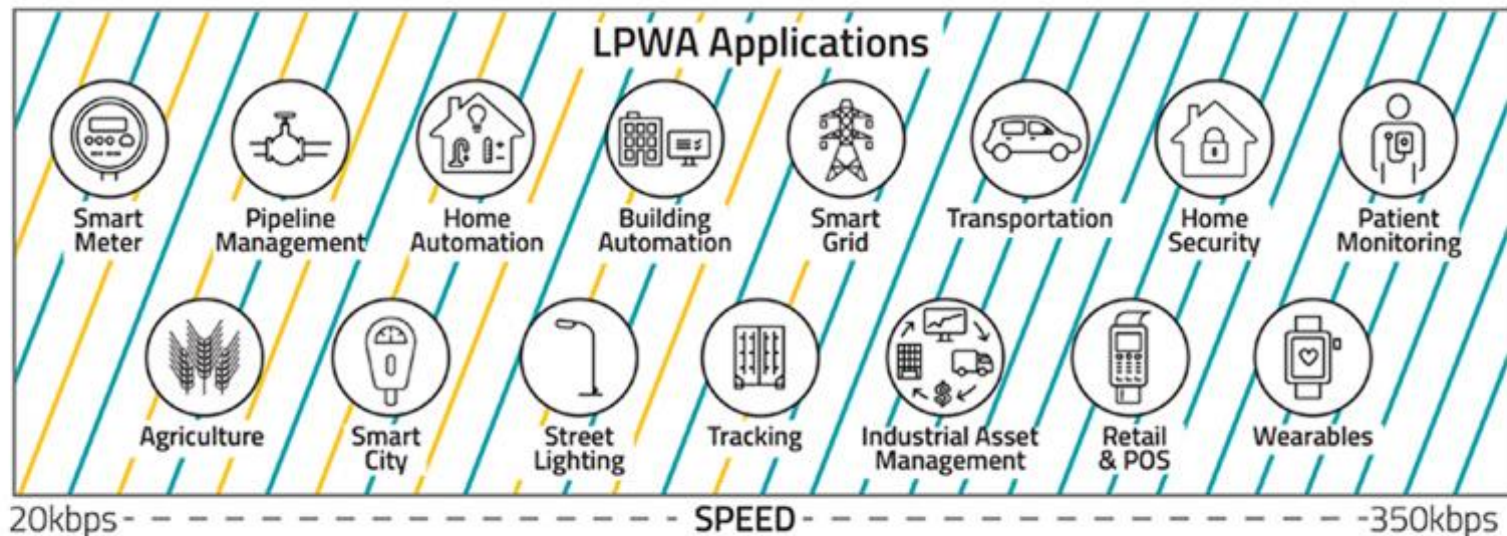 LPWA Applications
Smart
Meter
Pipeline
Management
Home
Automation
Building
Automation
Smart
Grid
Transportation
Home
Security
Patient
Monitoring
Agriculture
Smart
City
Street
Lighting
Tracking
Industrial Asset
Management
Retail
& POS
Wearables
20kbps SPEED 350kbps